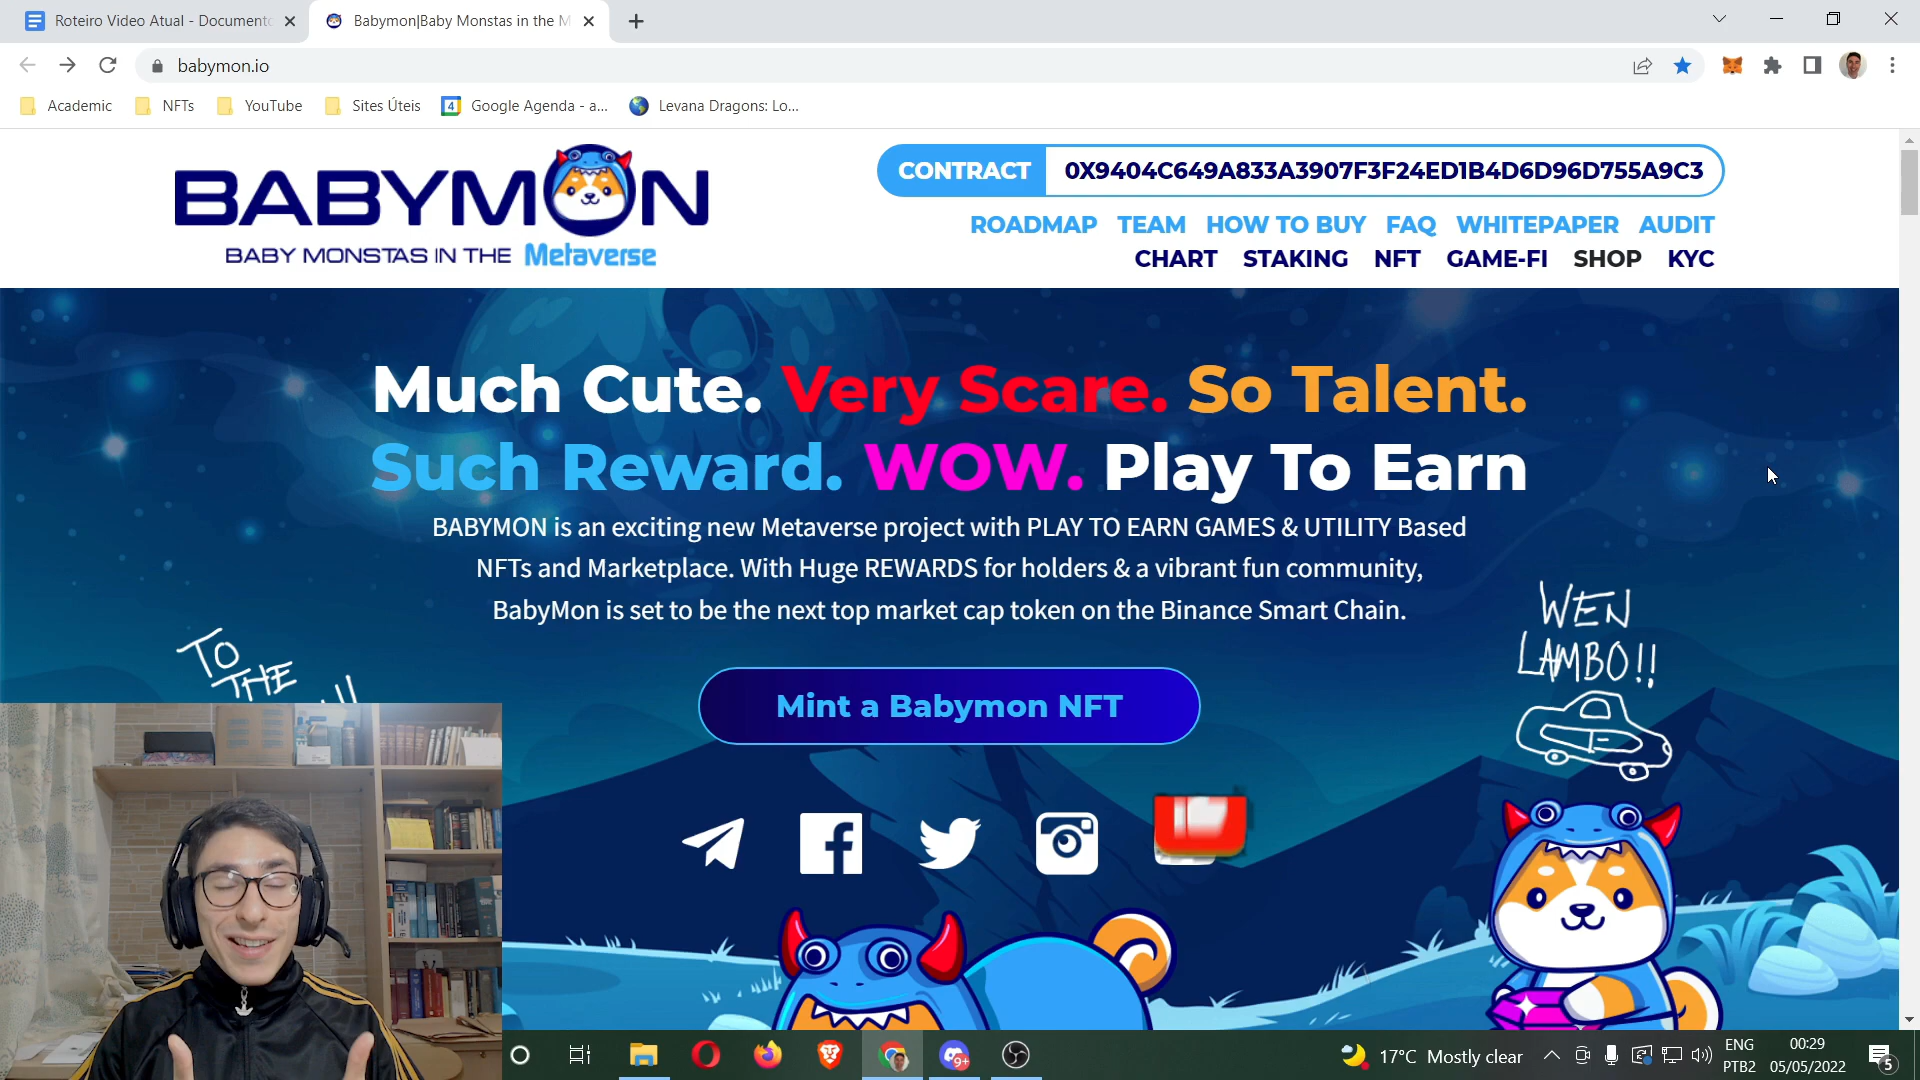 Roteiro Video Atual - Documento
Babymon|Baby Monstas in the M
babymon.io
Academic
NFTs
YouTube
Sites Úteis
4
Google Agenda - a...
Levana Dragons: Lo...
BABYMON
BABY MONSTAS IN THE Metaverse
CONTRACT 0X9404C649A833A3907F3F24ED1B4D6D96D755A9C3
ROADMAP TEAM HOW TO BUY FAQ WHITEPAPER AUDIT
CHART STAKING NFT GAME-FI SHOP KYC
Much Cute. Very Scare. So Talent.
Such Reward. WOW. Play To Earn
BABYMON is an exciting new Metaverse project with PLAY TO EARN GAMES & UTILITY Based
NFTs and Marketplace. With Huge REWARDS for holders & a vibrant fun community,
BabyMon is set to be the next top market cap token on the Binance Smart Chain.
TO
THE
WEN
LAMBO!!
Mint a Babymon NFT
9+
17°C Mostly clear
ENG
PTB2
00:29
05/05/2022
5